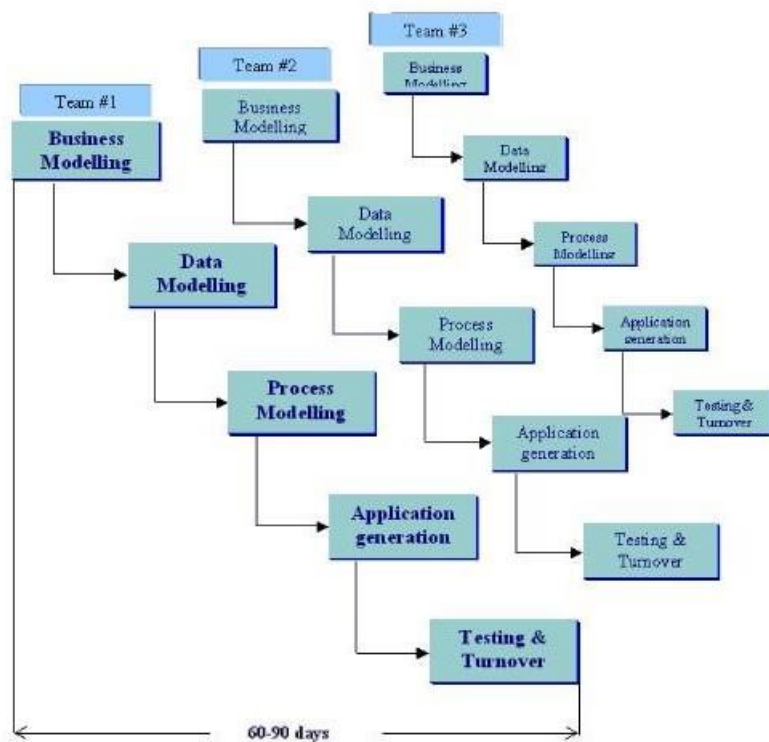 Team #1
Business
Modelling
Data
Modelling
Process
Modelling
Application
generation
Testing &
Turnover
Team #2
Business
Modelling
Data
Modelling
Process
Modelling
Application
generation
Testing &
Turnover
Team #3
Business
Modelling
Data
Modelling
Process
Modelling
Application
generation
Testing &
Turnover
60-90 days